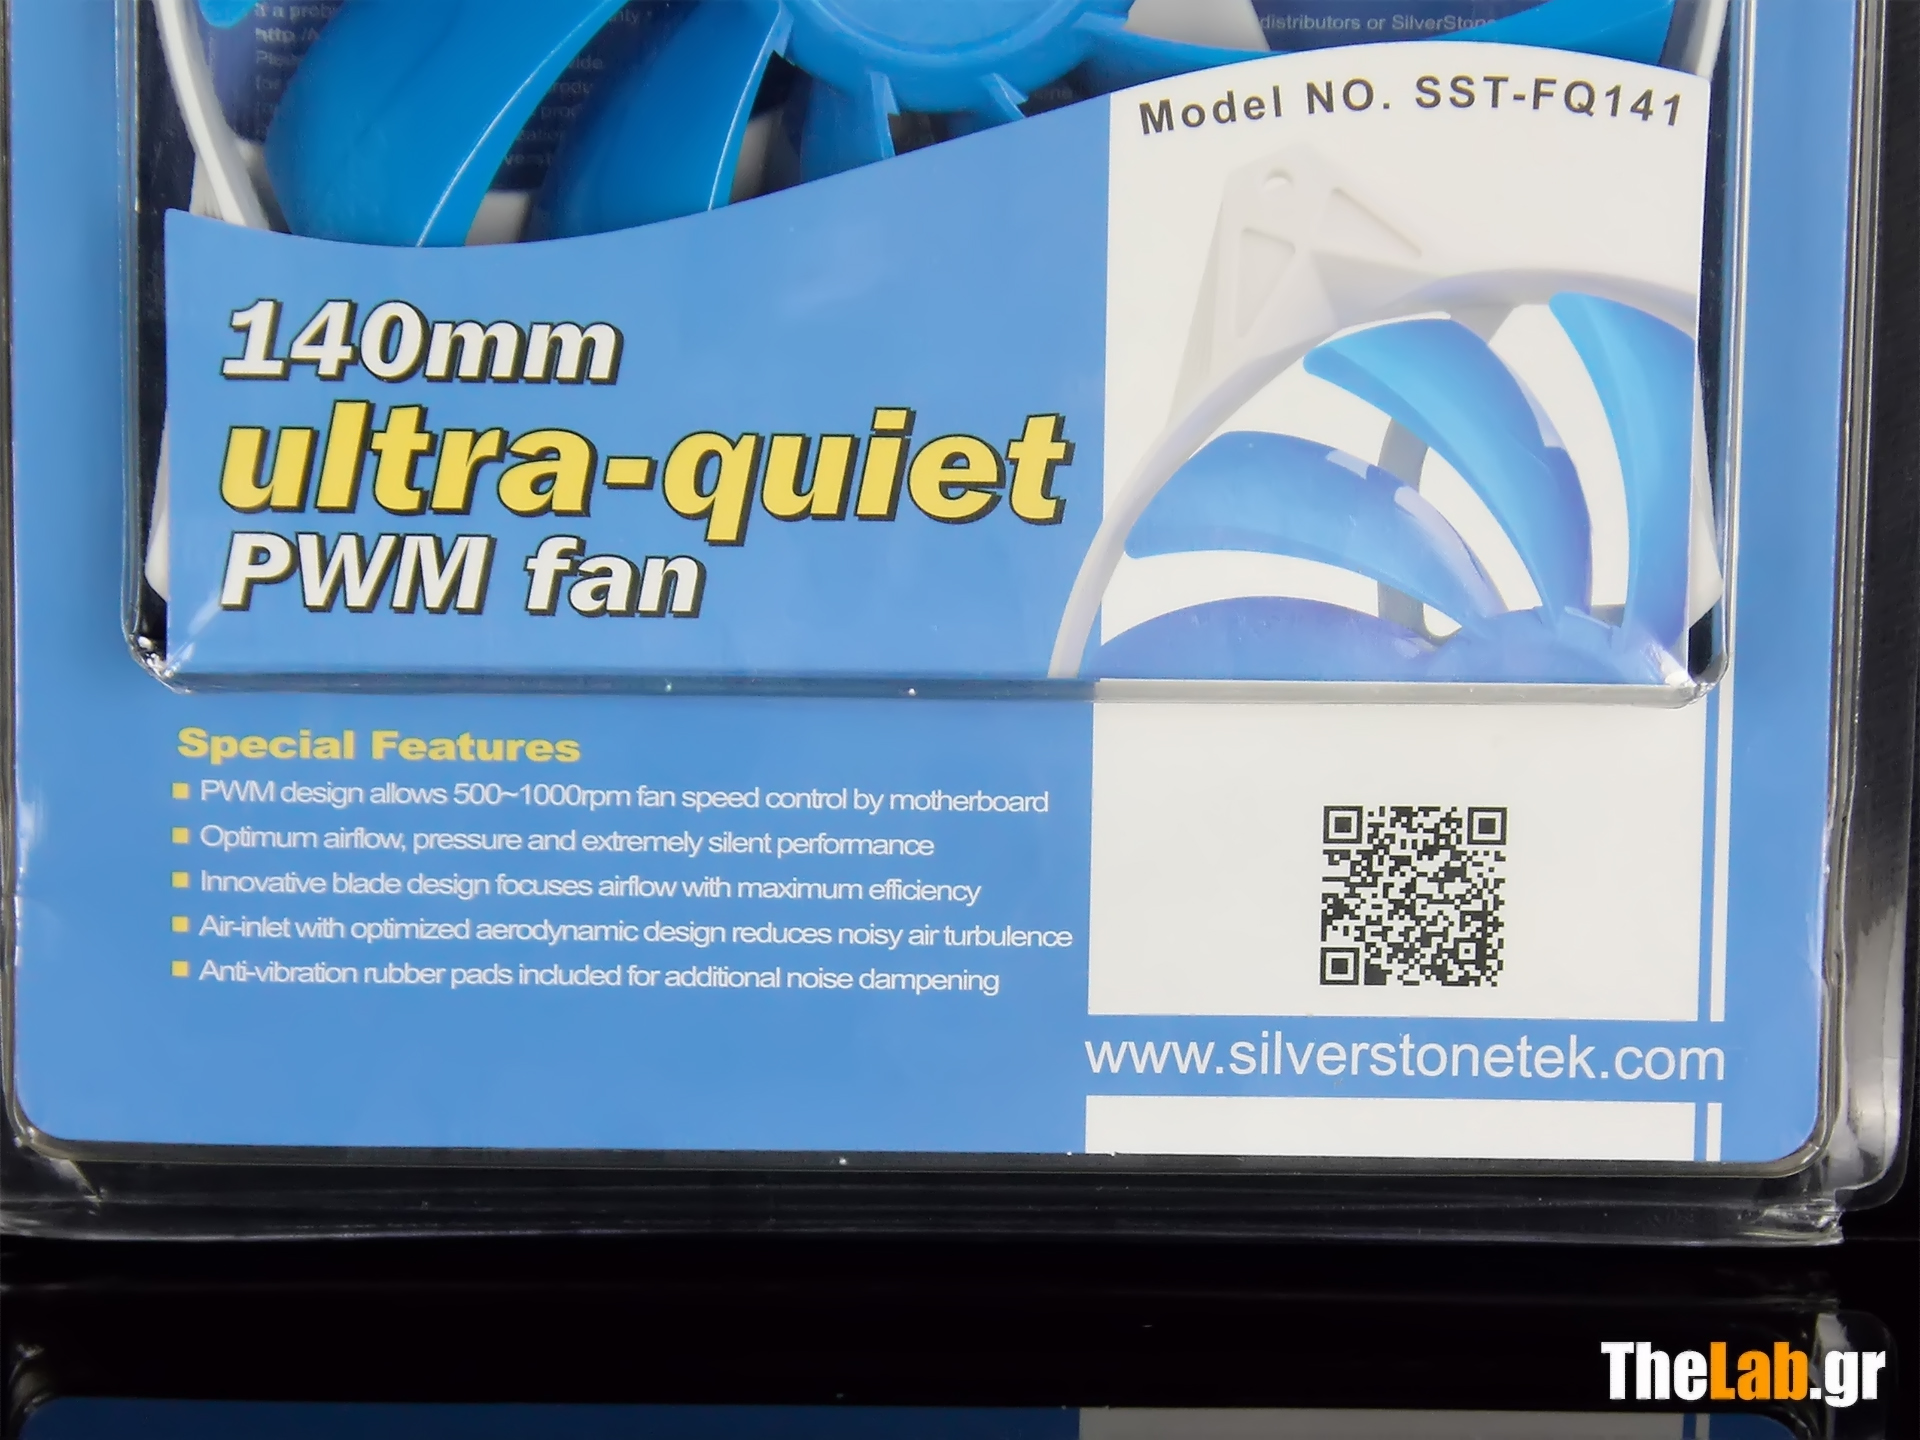 distributors or SilverStone
Model NO. SST-FQ141
140mm
ultra-quiet
PWM fan
Special Features
PWM design allows 500~1000rpm fan speed control by motherboard
Optimum airflow, pressure and extremely silent performance
Innovative blade design focuses airflow with maximum efficiency
Air-inlet with optimized aerodynamic design reduces noisy air turbulence
Anti-vibration rubber pads included for additional noise dampening
www.silverstonetek.com
TheLab.gr